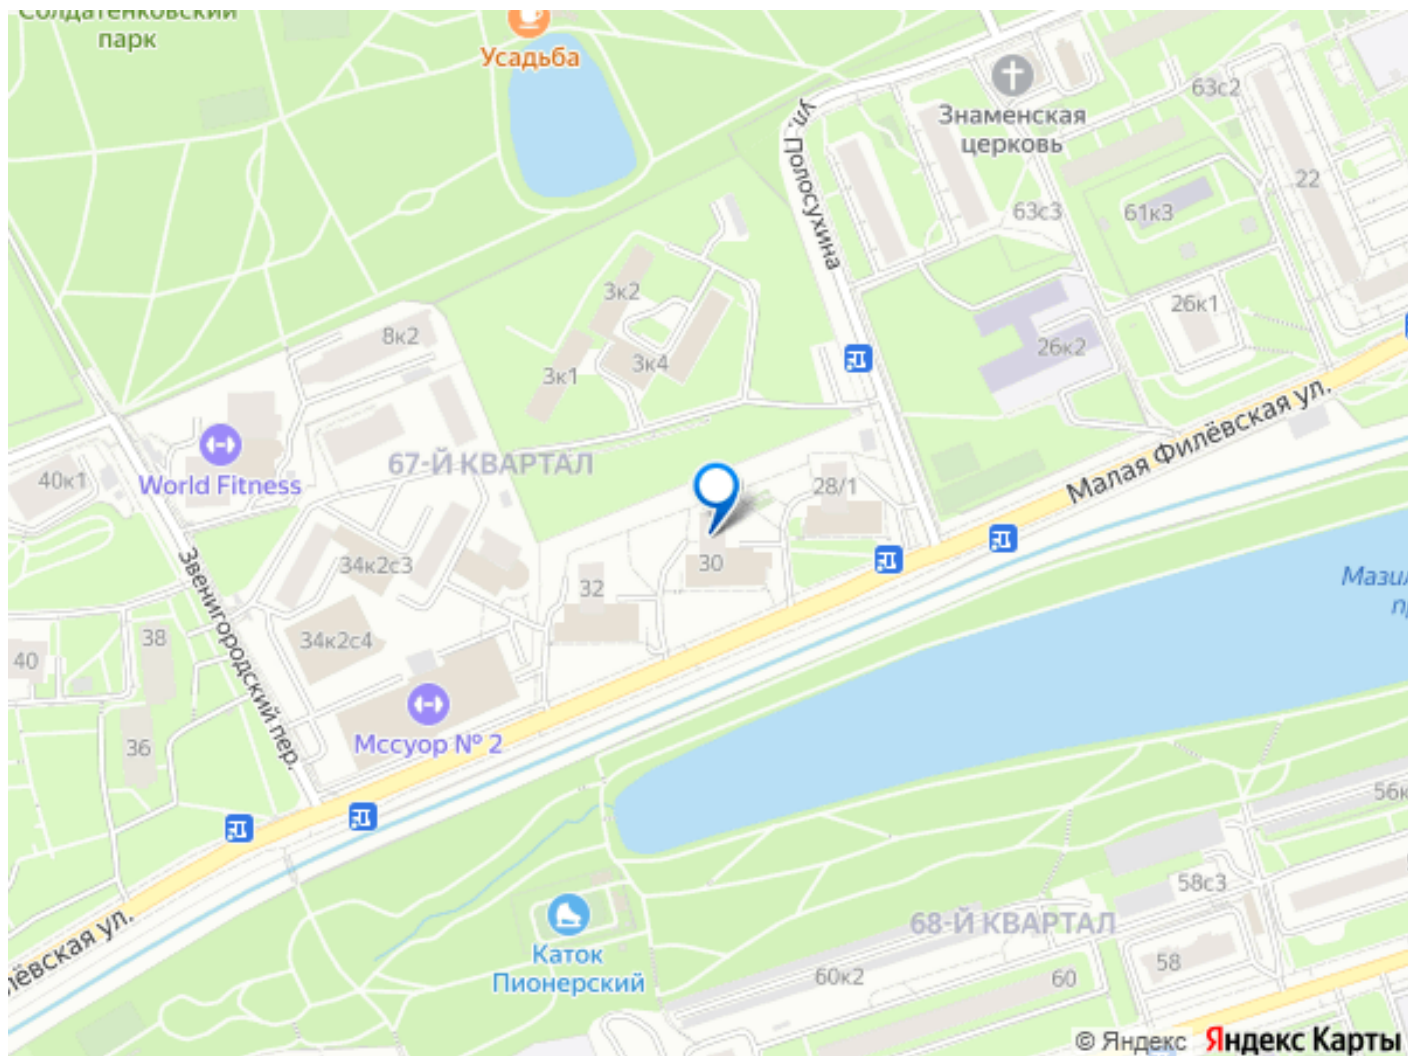 Солдатенковский
парк
Усадьба
ул. Полосухина
Знаменская
церковь
63с2
22
63с3
61к3
3к2
26к1
8к2
3к4
26к2
3к1
Малая Филёвская ул.
67-Й КВАРТАЛ
40к1
World Fitness
28/1
Звенигородский пер.
34к2с3
30
32
38
34к2с4
40
36
Мссуор № 2
56к
58с3
68-Й КВАРТАЛ
Каток
Пионерский
60к2
60
58
лёвская ул.
© Яндекс Яндекс Карты